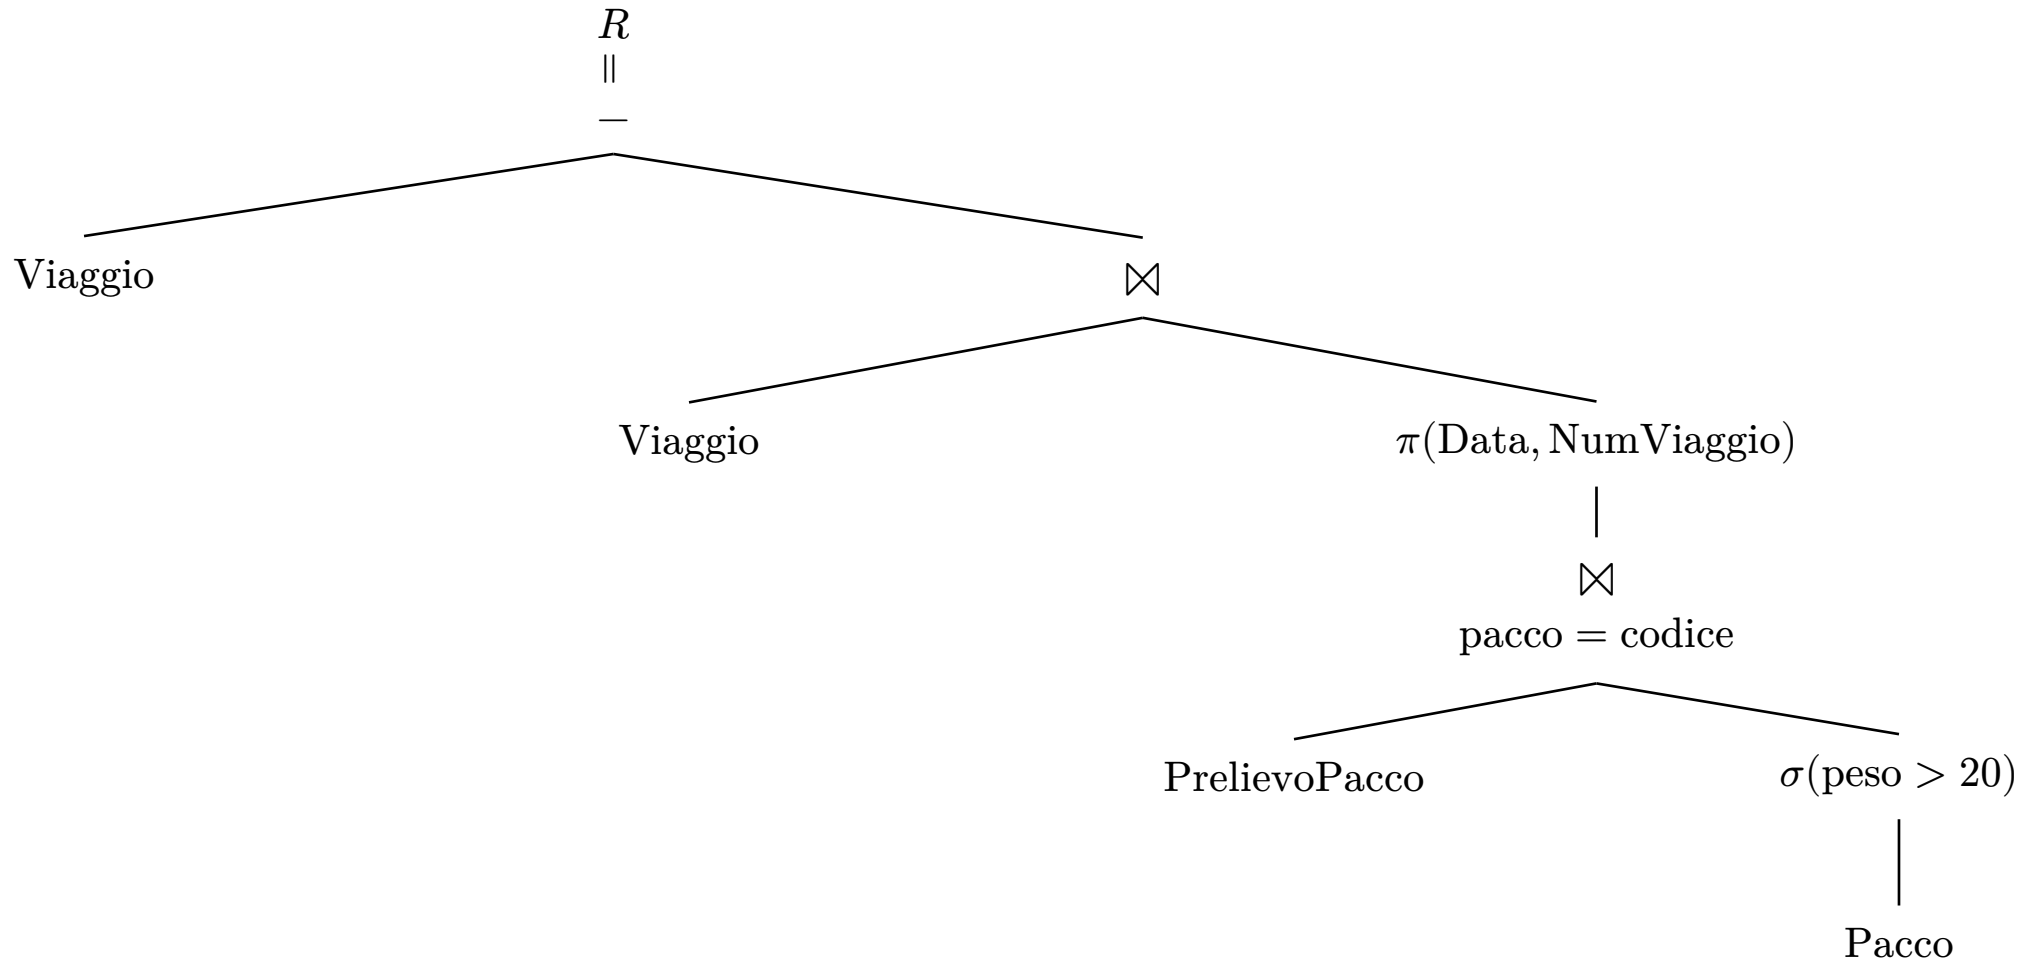 R
=
−
Viaggio
⋈
Viaggio
π(Data, NumViaggio)
⋈
pacco = codice
PrelievoPacco
σ(peso > 20)
Pacco